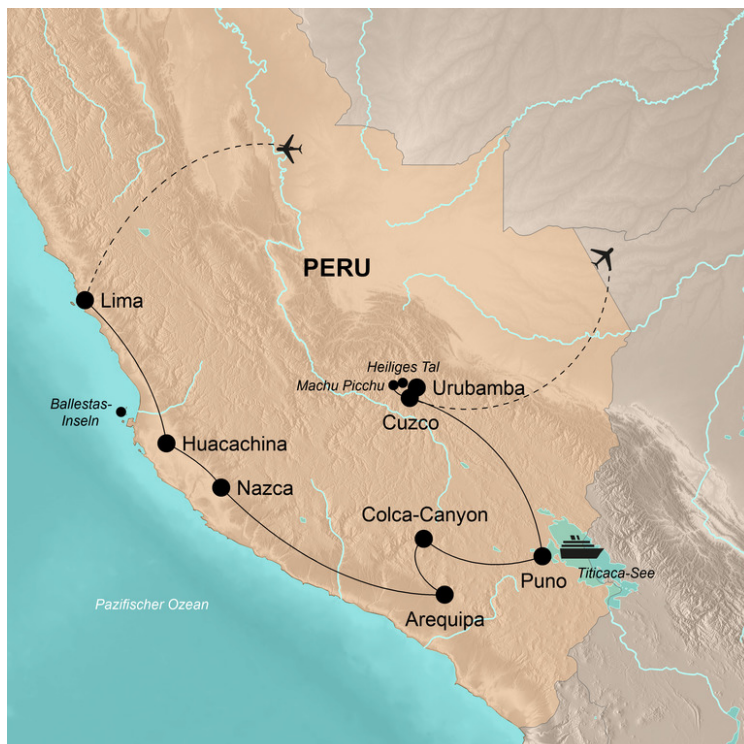 PERU
Lima
Heiliges Tal
Machu Picchu
Urubamba
Ballestas-
Inseln
Cuzco
Huacachina
Nazca
Colca-Canyon
Titicaca-See
Puno
Pazifischer Ozean
Arequipa